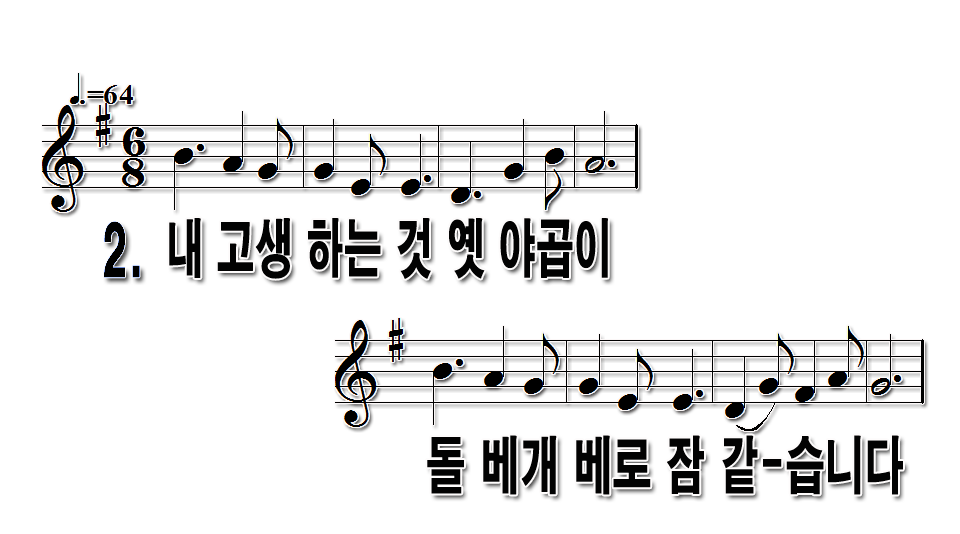 ♩.=64
6
8
2. 내 고생 하는 것 옛 야곱이
돌 베개 베로 잠 같-습니다